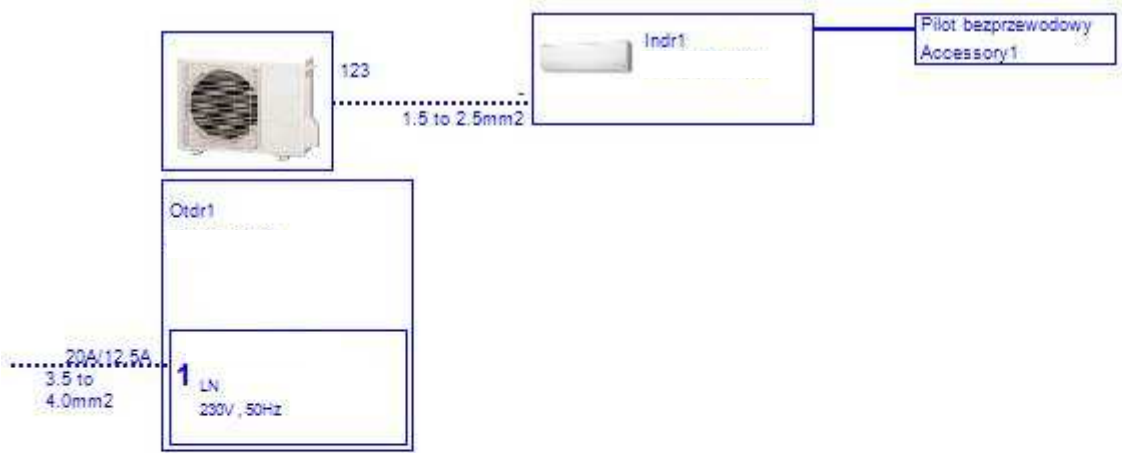 Pilot bezprzewodowy
Accessory1
Indr1
123
-
1.5 to 2.5mm2
Otdr1
20A/12.5A
3.5 to
4.0mm2
1 LN
230V , 50Hz